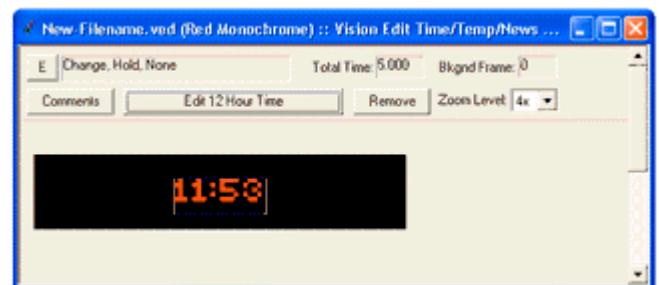 New-Filename.ved (Red Monochrome) :: Vision Edit Time/Temp/News ...
E Change, Hold, None Total Time: 5.000 Bkgnd Frame: 0
Comments Edit 12 Hour Time Remove Zoom Level: 4x
11:53